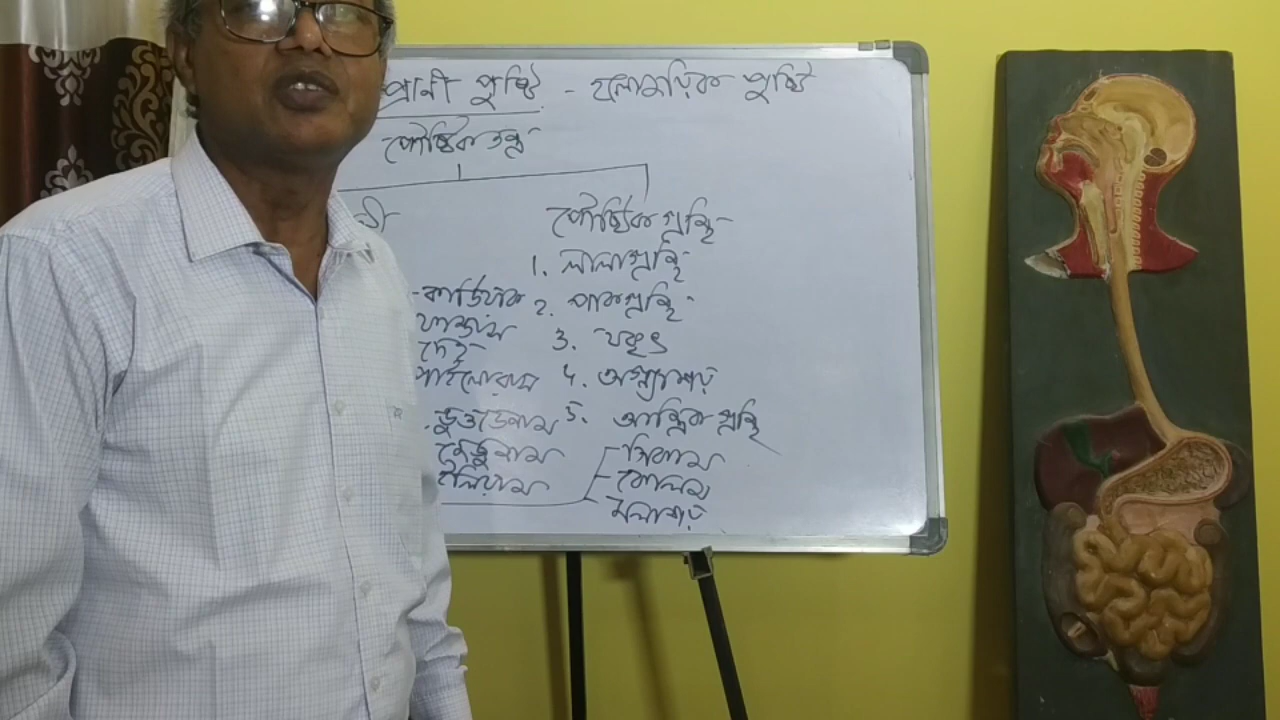 প্রাণী পুষ্টি - হলোজয়িক পুষ্টি
পৌষ্টিকতন্ত্র
পৌষ্টিক গ্রন্থি
1. লালাগ্রন্থি
- কার্ডিয়াক 2. পাকগ্রন্থি
ফান্ডাস
3. যকৃৎ
দেহ
পাইলোরাস 4. অগ্ন্যাশয়
ডুওডেনাম 5. আন্ত্রিক গ্রন্থি
জেজুনাম সিকাম
ইলিয়াম কোলন
মলাশয়